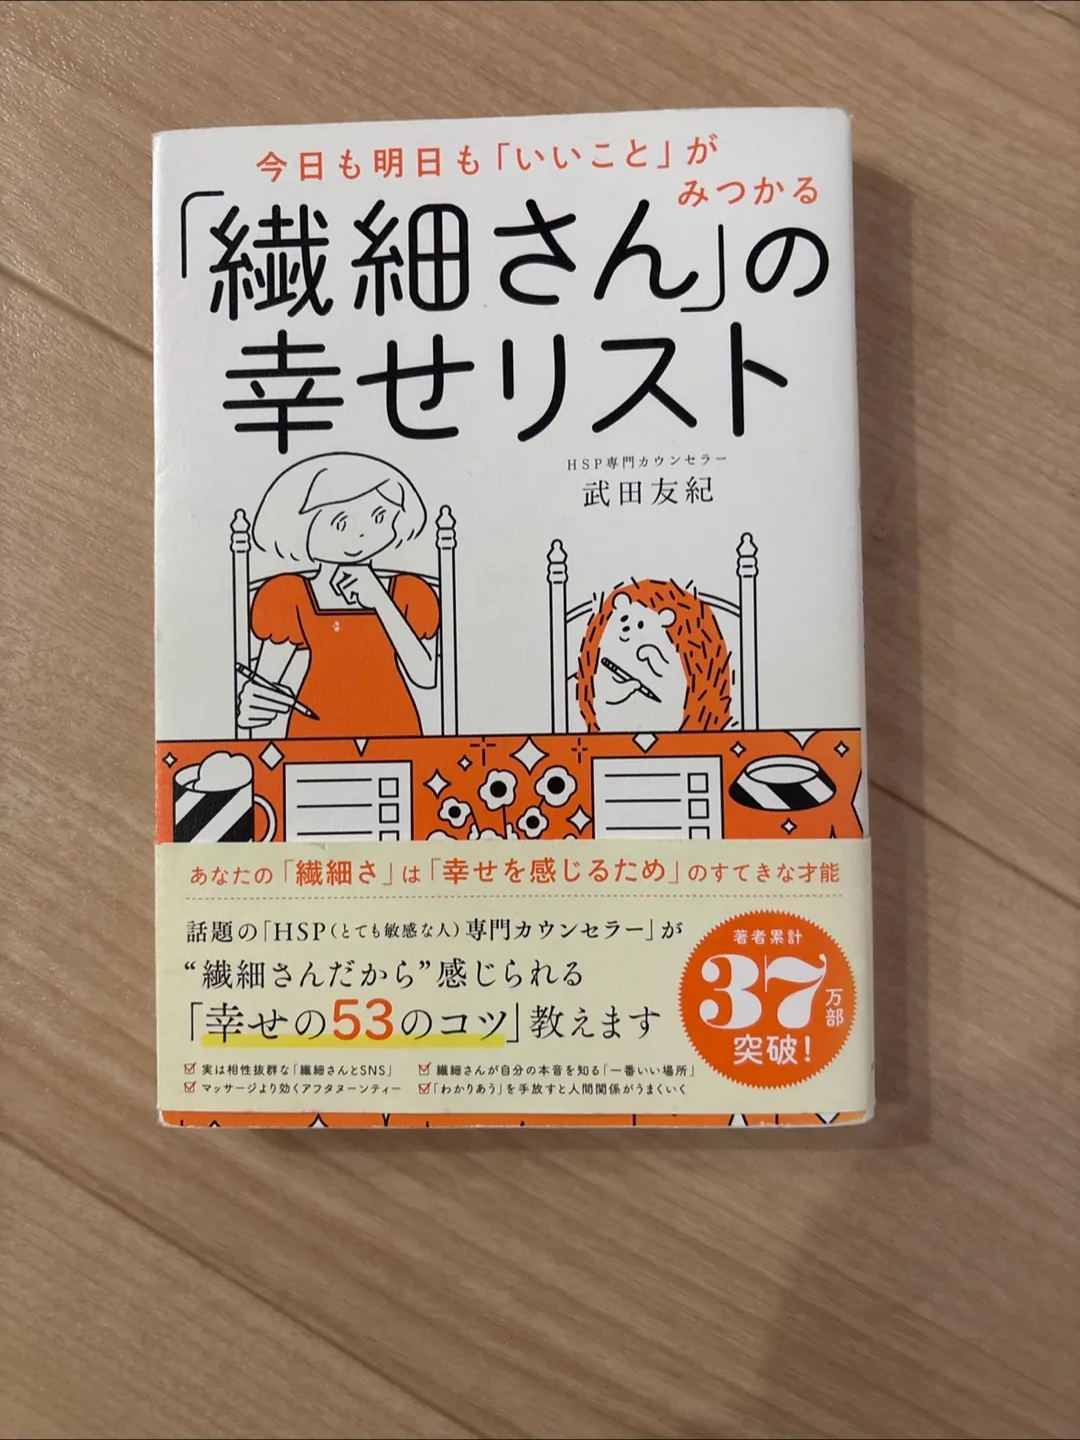 今日も明日も「いいこと」が
みつかる
「繊細さん」の
幸せリスト
HSP専門カウンセラー
武田友紀
あなたの「繊細さ」は「幸せを感じるため」のすてきな才能
話題の「HSP(とても敏感な人)専門カウンセラー」が
“繊細さんだから”感じられる
「幸せの53のコツ」教えます
著者累計
37万部
突破!
実は相性抜群な「繊細さんとSNS」
繊細さんが自分の本音を知る「一番いい場所」
マッサージより効くアフタヌーンティー
「わかりあう」を手放すと人間関係がうまくいく